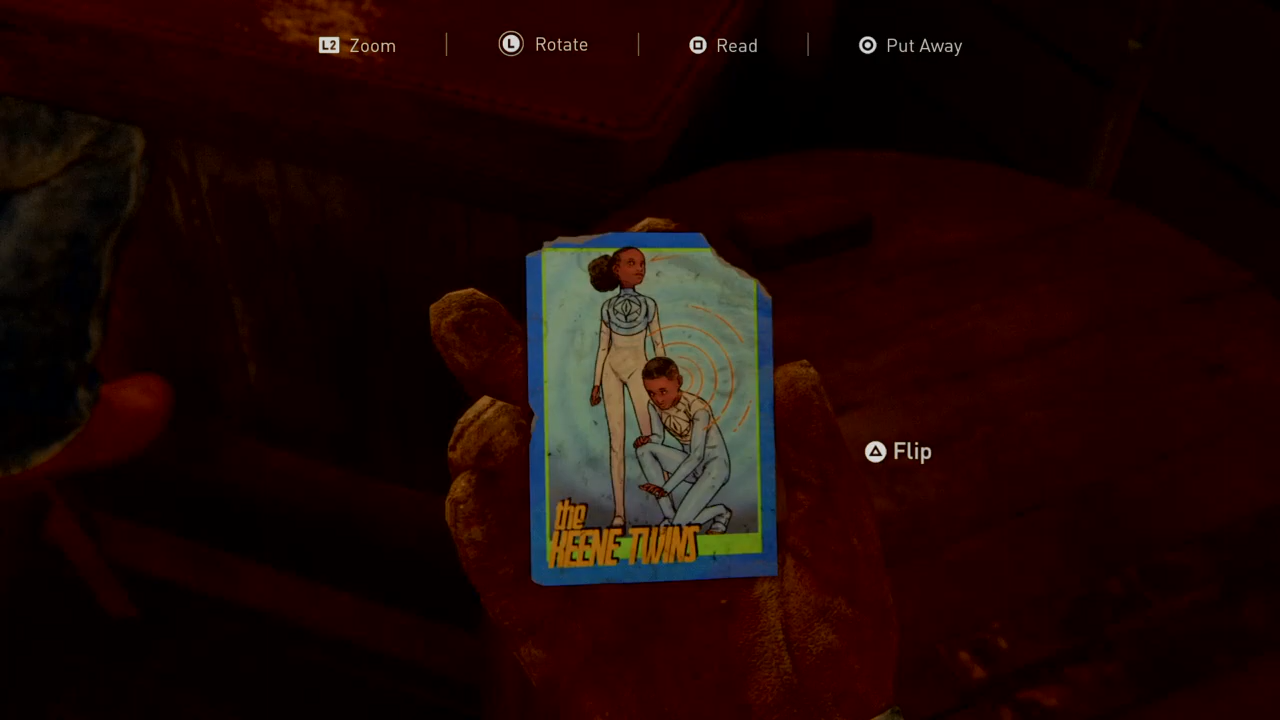 L2 Zoom
L Rotate
Read
Put Away
Flip
the
KEENE TWINS